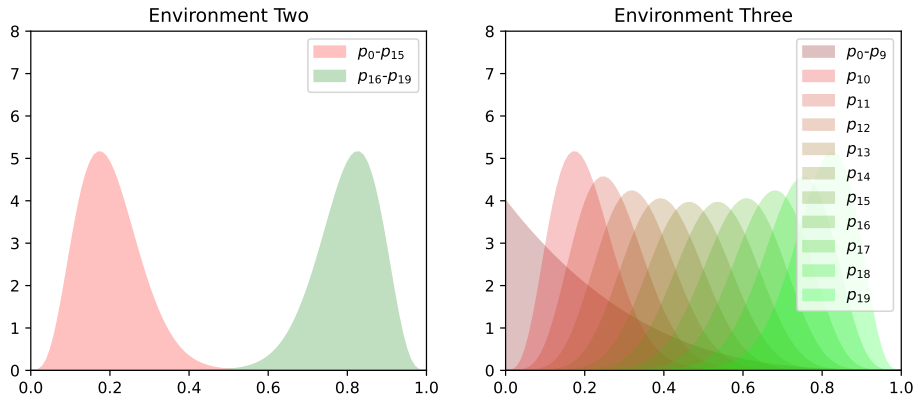 Environment Two
8
7
6
5
4
3
2
1
0
0.0 0.2 0.4 0.6 0.8 1.0
p₀-p₁₅
p₁₆-p₁₉
Environment Three
8
7
6
5
4
3
2
1
0
0.0 0.2 0.4 0.6 0.8 1.0
p₀-p₉
p₁₀
p₁₁
p₁₂
p₁₃
p₁₄
p₁₅
p₁₆
p₁₇
p₁₈
p₁₉